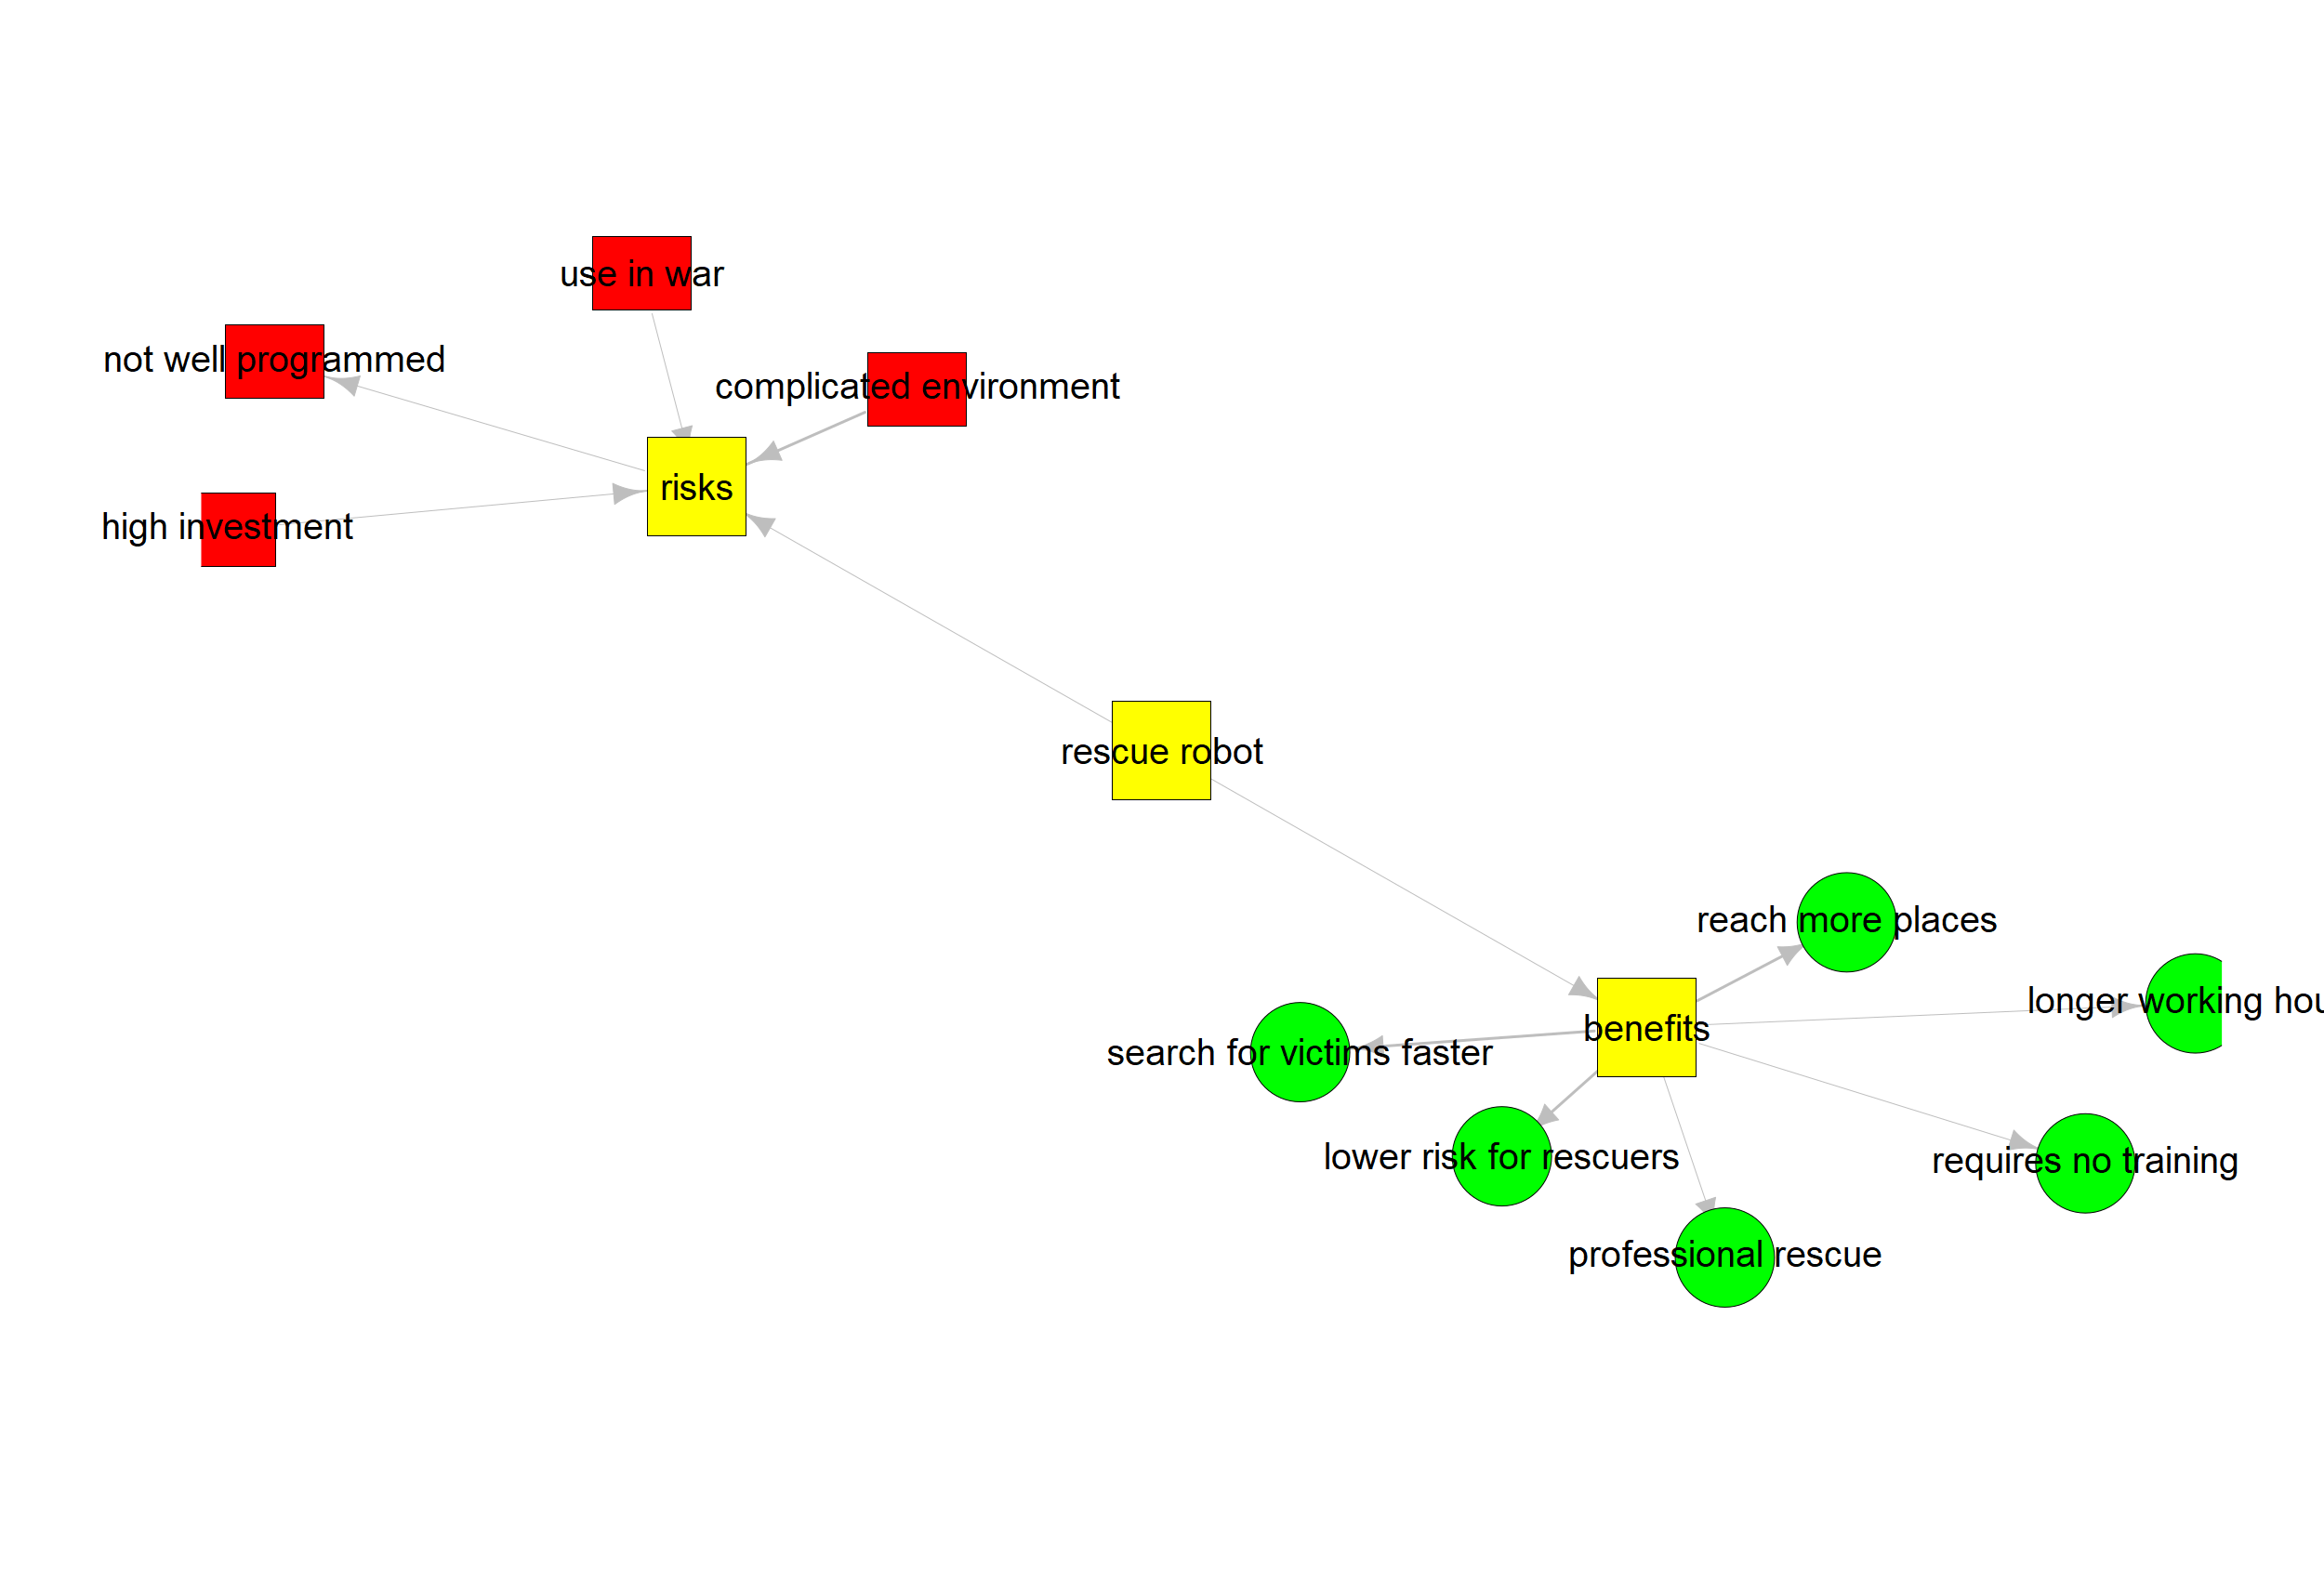 use in war
not well programmed
complicated environment
risks
high investment
rescue robot
reach more places
longer working hou
benefits
search for victims faster
lower risk for rescuers
requires no training
professional rescue